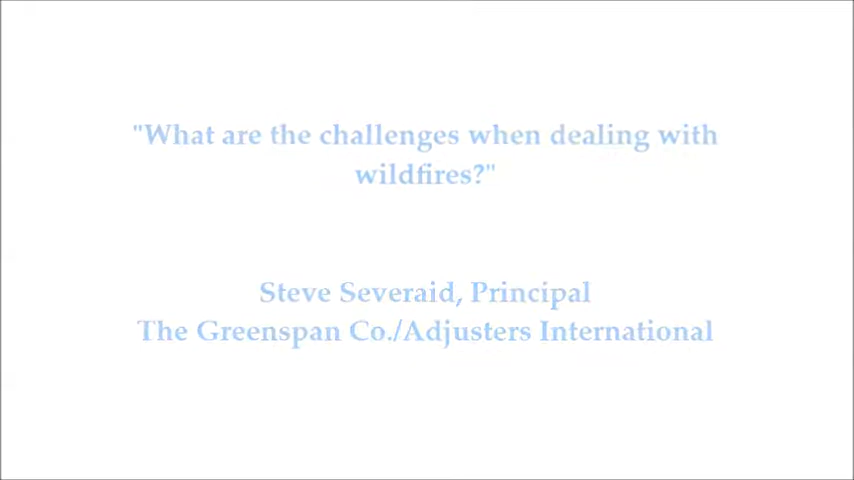 "What are the challenges when dealing with
wildfires?"
Steve Severaid, Principal
The Greenspan Co./Adjusters International